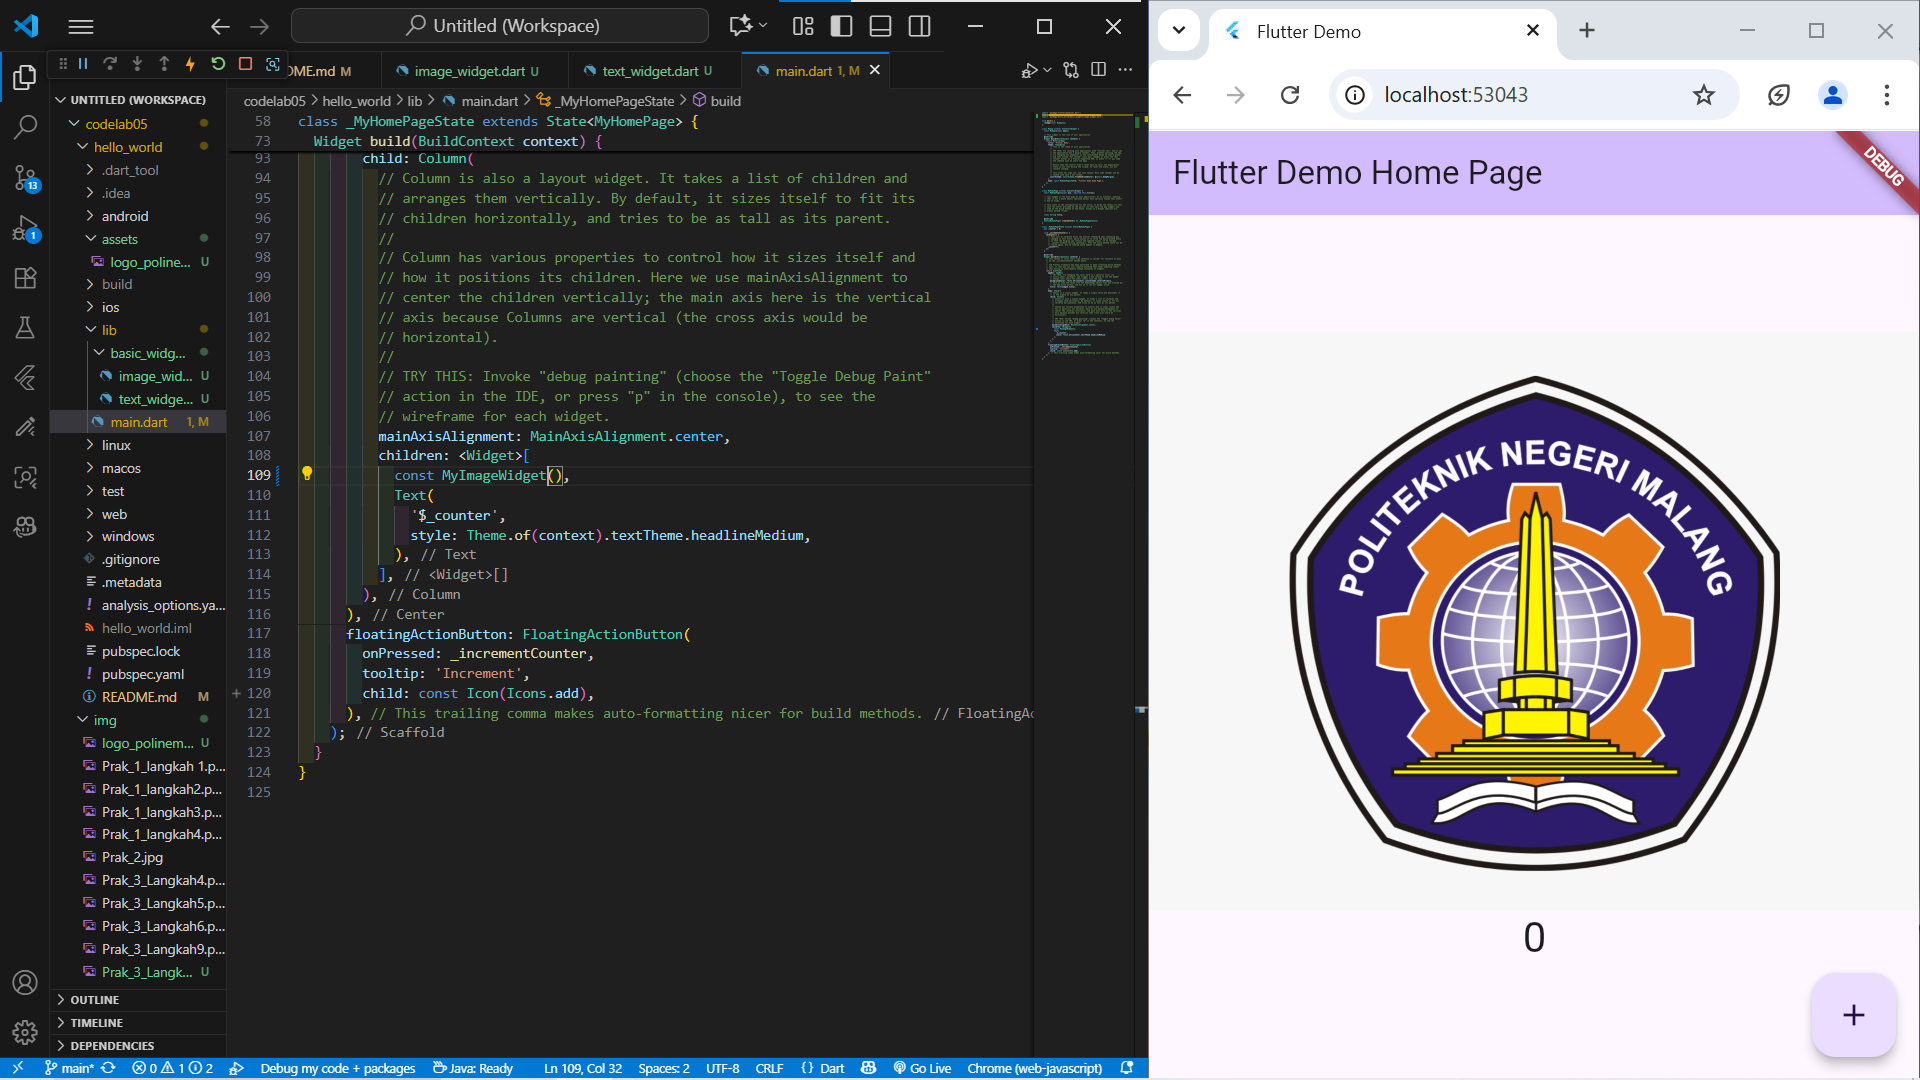 Untitled (Workspace)
OME.md M
image_widget.dart U
text_widget.dart U
main.dart 1, M
codelab05 > hello_world > lib > main.dart > _MyHomePageState > build
UNTITLED (WORKSPACE)
codelab05
hello_world
.dart_tool
.idea
android
assets
logo_poline... U
build
ios
lib
basic_widg...
image_wid... U
text_widge... U
main.dart 1, M
linux
macos
test
web
windows
.gitignore
.metadata
analysis_options.ya...
hello_world.iml
pubspec.lock
pubspec.yaml
README.md M
img
logo_polinem... U
Prak_1_langkah 1.p...
Prak_1_langkah2.p...
Prak_1_langkah3.p...
Prak_1_langkah4.p...
Prak_2.jpg
Prak_3_Langkah4.p...
Prak_3_Langkah5.p...
Prak_3_Langkah6.p...
Prak_3_Langkah9.p...
Prak_3_Langk... U
OUTLINE
TIMELINE
DEPENDENCIES
13
1
58 class _MyHomePageState extends State<MyHomePage> {
73 Widget build(BuildContext context) {
93 child: Column(
94 // Column is also a layout widget. It takes a list of children and
95 // arranges them vertically. By default, it sizes itself to fit its
96 // children horizontally, and tries to be as tall as its parent.
97 //
98 // Column has various properties to control how it sizes itself and
99 // how it positions its children. Here we use mainAxisAlignment to
100 // center the children vertically; the main axis here is the vertical
101 // axis because Columns are vertical (the cross axis would be
102 // horizontal).
103 //
104 // TRY THIS: Invoke "debug painting" (choose the "Toggle Debug Paint"
105 // action in the IDE, or press "p" in the console), to see the
106 // wireframe for each widget.
107 mainAxisAlignment: MainAxisAlignment.center,
108 children: <Widget>[
109 const MyImageWidget(),
110 Text(
111 '$_counter',
112 style: Theme.of(context).textTheme.headlineMedium,
113 ), // Text
114 ], // <Widget>[]
115 ), // Column
116 ), // Center
117 floatingActionButton: FloatingActionButton(
118 onPressed: _incrementCounter,
119 tooltip: 'Increment',
120 child: const Icon(Icons.add),
121 ), // This trailing comma makes auto-formatting nicer for build methods. // FloatingAc
122 ); // Scaffold
123 }
124 }
125
main* 0 1 2 Debug my code + packages Java: Ready Ln 109, Col 32 Spaces: 2 UTF-8 CRLF {} Dart Go Live Chrome (web-javascript)
Flutter Demo
localhost:53043
Flutter Demo Home Page
DEBUG
POLITEKNIK NEGERI MALANG
0
+